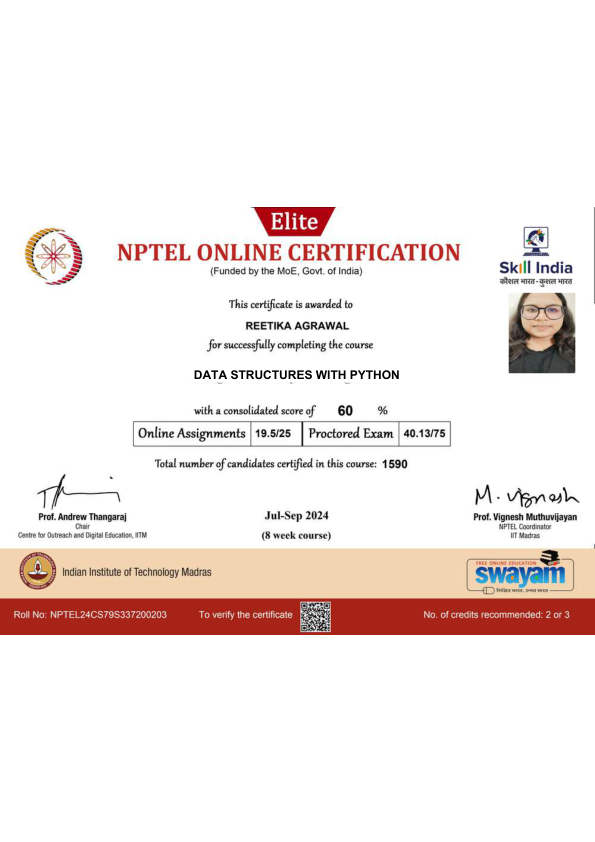 Elite
NPTEL ONLINE CERTIFICATION
(Funded by the MoE, Govt. of India)
Skill India
कौशल भारत - कुशल भारत
This certificate is awarded to
REETIKA AGRAWAL
for successfully completing the course
DATA STRUCTURES WITH PYTHON
with a consolidated score of 60 %
Online Assignments 19.5/25 Proctored Exam 40.13/75
Total number of candidates certified in this course: 1590
Prof. Andrew Thangaraj
Chair
Centre for Outreach and Digital Education, IITM
Jul-Sep 2024
(8 week course)
M. Vignesh
Prof. Vignesh Muthuvijayan
NPTEL Coordinator
IIT Madras
Indian Institute of Technology Madras
FREE ONLINE EDUCATION
swayam
शिक्षित भारत, उन्नत भारत
Roll No: NPTEL24CS79S337200203
To verify the certificate
No. of credits recommended: 2 or 3